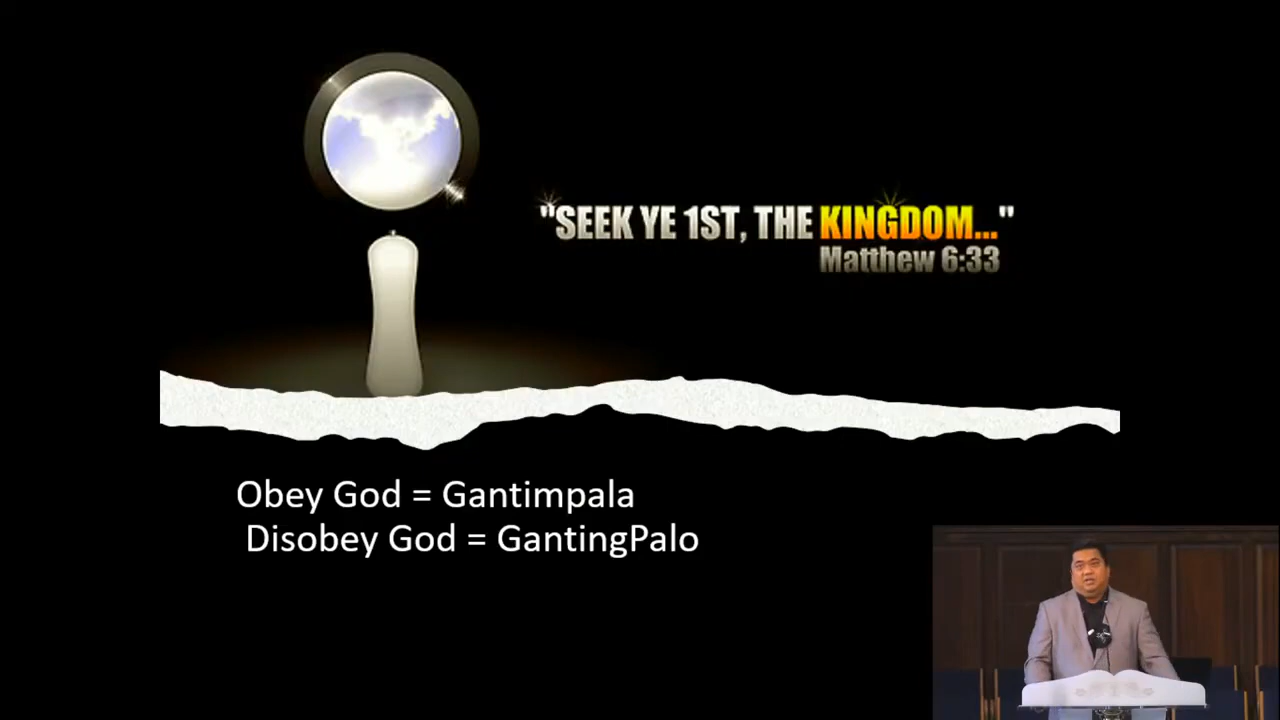 "SEEK YE 1ST, THE KINGDOM..."
Matthew 6:33
Obey God = Gantimpala
Disobey God = GantingPalo